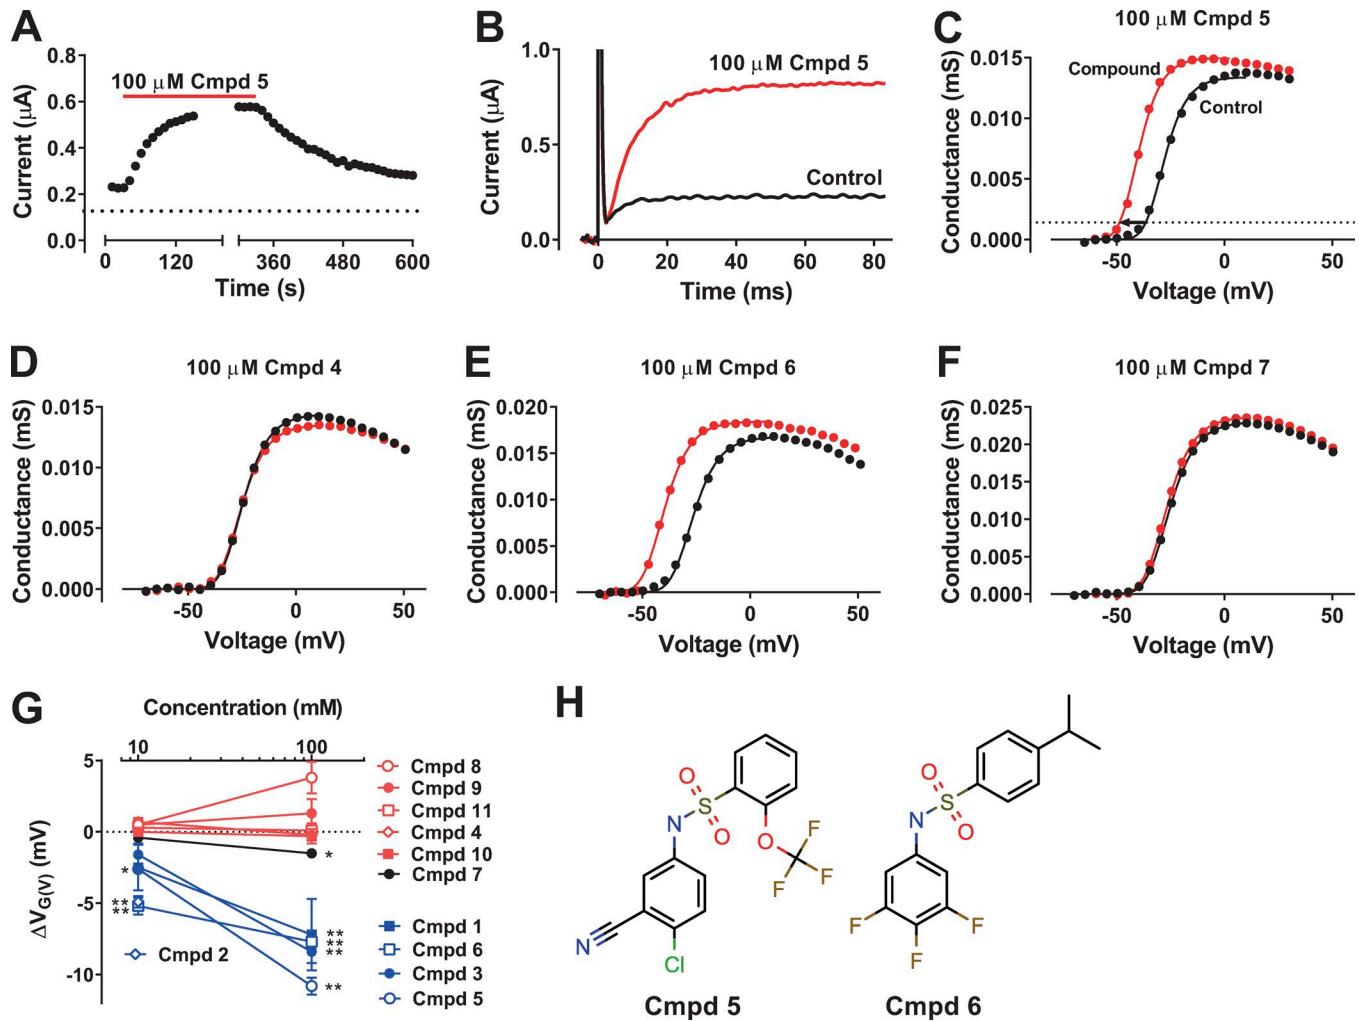 A
0.8
0.6
0.4
0.2
0.0
Current (μA)
100 μM Cmpd 5
0
120
360
480
600
Time (s)
B
1.0
0.5
0.0
Current (μA)
100 μM Cmpd 5
Control
0
20
40
60
80
Time (ms)
C
100 μM Cmpd 5
0.015
0.010
0.005
0.000
Conductance (mS)
Compound
Control
-50
0
50
Voltage (mV)
D
100 μM Cmpd 4
0.015
0.010
0.005
0.000
Conductance (mS)
-50
0
50
Voltage (mV)
E
100 μM Cmpd 6
0.020
0.015
0.010
0.005
0.000
Conductance (mS)
-50
0
50
Voltage (mV)
F
100 μM Cmpd 7
0.025
0.020
0.015
0.010
0.005
0.000
Conductance (mS)
-50
0
50
Voltage (mV)
G
Concentration (mM)
10
100
5
0
-5
-10
ΔVG(V) (mV)
*
**
**
*
**
**
**
**
Cmpd 2
Cmpd 8
Cmpd 9
Cmpd 11
Cmpd 4
Cmpd 10
Cmpd 7
Cmpd 1
Cmpd 6
Cmpd 3
Cmpd 5
H
O
S
O
N
O
F
F
F
N
Cl
Cmpd 5
O
S
O
N
F
F
F
Cmpd 6